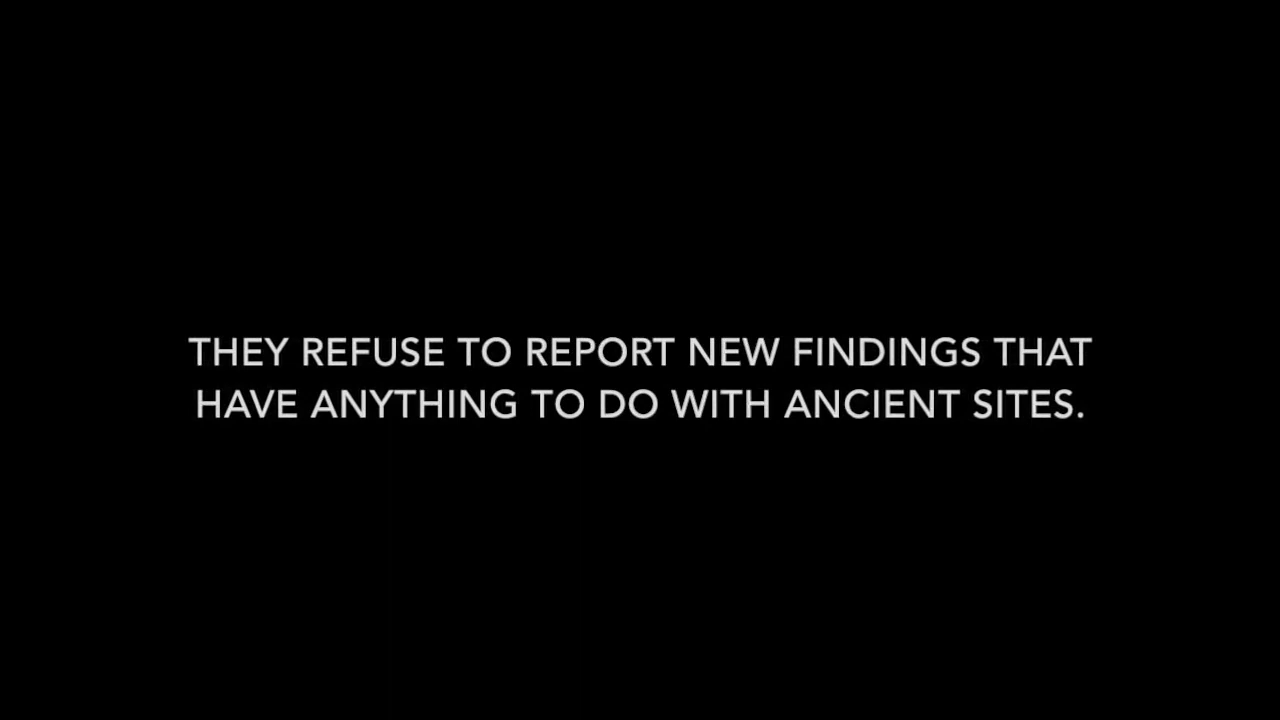 THEY REFUSE TO REPORT NEW FINDINGS THAT
HAVE ANYTHING TO DO WITH ANCIENT SITES.